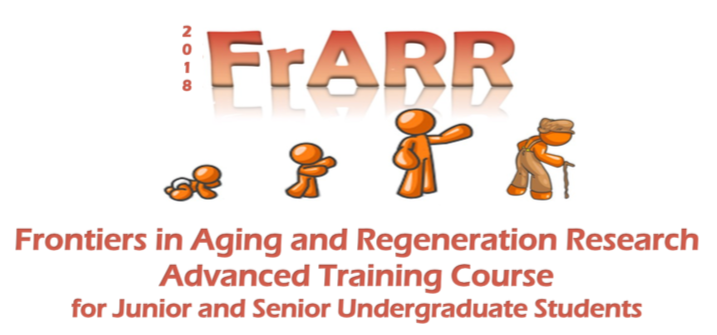 2018
FrARR
Frontiers in Aging and Regeneration Research
Advanced Training Course
for Junior and Senior Undergraduate Students